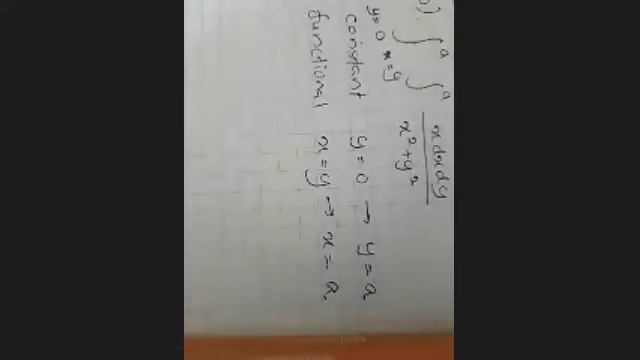 ∫ᵃ ∫ᵃ x dx dy / x² + y²
y=0 x=y
constant y=0 → y=a
functional x=y → x=a